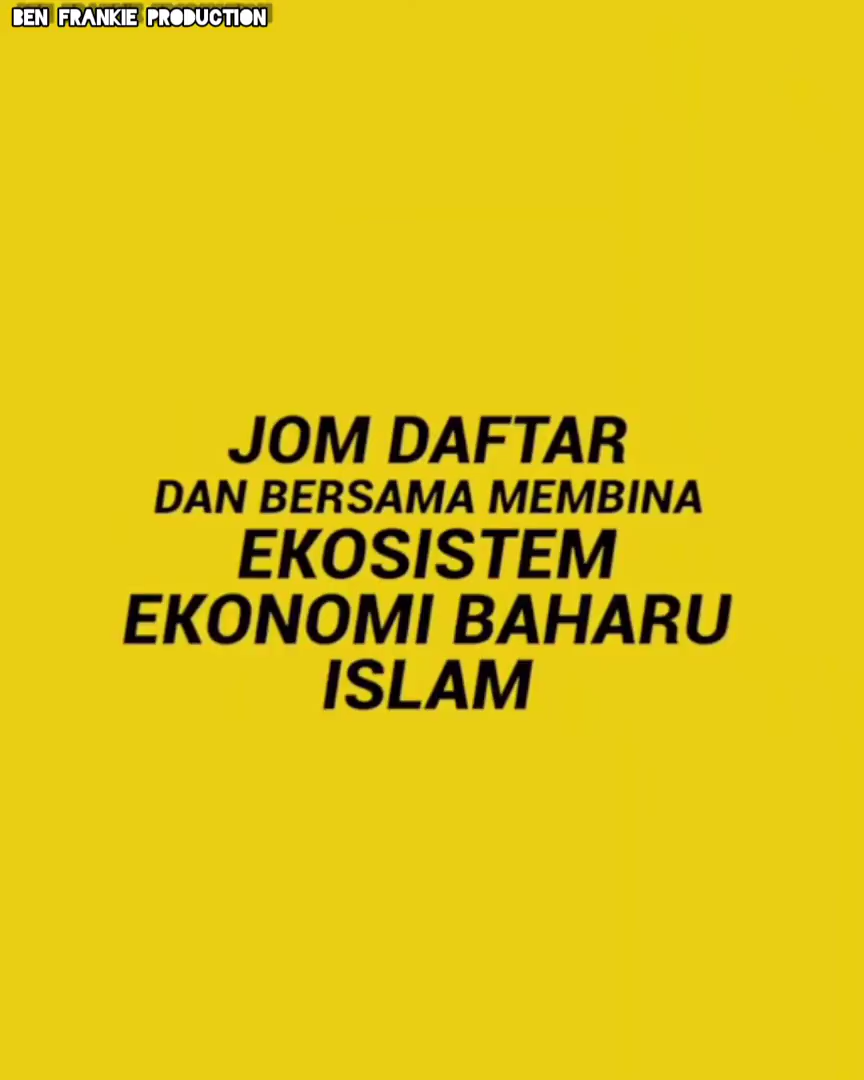 BEN FRANKIE PRODUCTION
JOM DAFTAR
DAN BERSAMA MEMBINA
EKOSISTEM
EKONOMI BAHARU
ISLAM